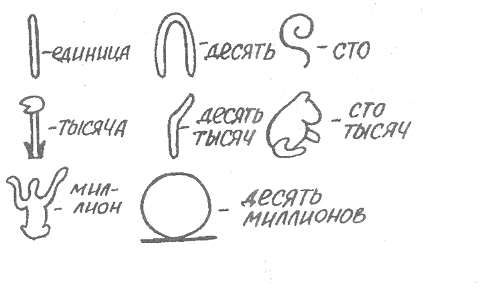 -ЕДИНИЦА
-ДЕСЯТЬ
-СТО
-ТЫСЯЧА
-ДЕСЯТЬ
ТЫСЯЧ
-СТО
ТЫСЯЧ
МИЛ-
-ЛИОН
-ДЕСЯТЬ
МИЛЛИОНОВ